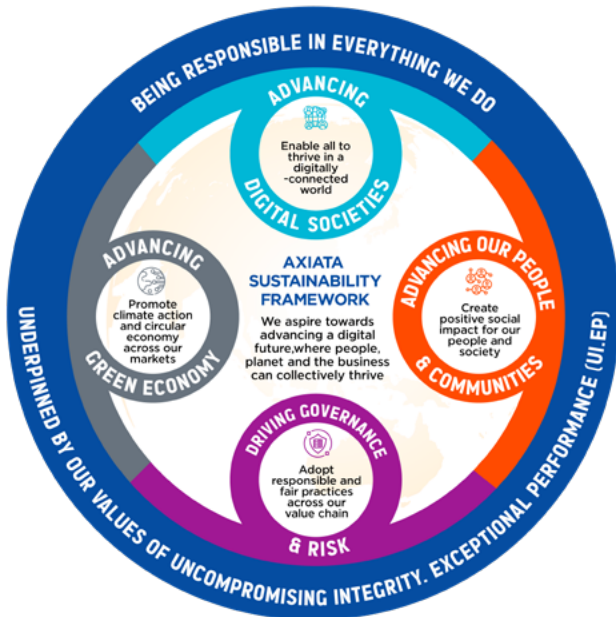 BEING RESPONSIBLE IN EVERYTHING WE DO
ADVANCING
Enable all to
thrive in a
digitally
-connected
world
DIGITAL SOCIETIES
ADVANCING
Promote
climate action
and circular
economy
across our
markets
GREEN ECONOMY
AXIATA
SUSTAINABILITY
FRAMEWORK
We aspire towards
advancing a digital
future,where people,
planet and the business
can collectively thrive
ADVANCING OUR PEOPLE
Create
positive social
impact for our
people and
society
& COMMUNITIES
DRIVING GOVERNANCE
Adopt
responsible and
fair practices
across our
value chain
& RISK
UNDERPINNED BY OUR VALUES OF UNCOMPROMISING INTEGRITY. EXCEPTIONAL PERFORMANCE (UI.EP)